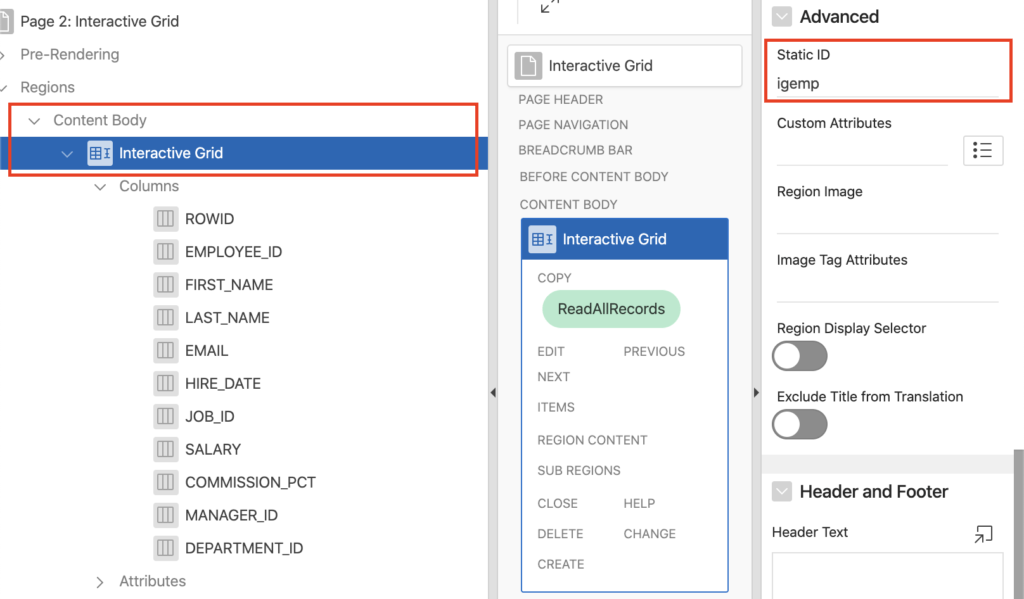 Page 2: Interactive Grid
Pre-Rendering
Regions
Content Body
Interactive Grid
Columns
ROWID
EMPLOYEE_ID
FIRST_NAME
LAST_NAME
EMAIL
HIRE_DATE
JOB_ID
SALARY
COMMISSION_PCT
MANAGER_ID
DEPARTMENT_ID
Attributes
Interactive Grid
PAGE HEADER
PAGE NAVIGATION
BREADCRUMB BAR
BEFORE CONTENT BODY
CONTENT BODY
Interactive Grid
COPY
ReadAllRecords
EDIT PREVIOUS
NEXT
ITEMS
REGION CONTENT
SUB REGIONS
CLOSE HELP
DELETE CHANGE
CREATE
Advanced
Static ID
igemp
Custom Attributes
Region Image
Image Tag Attributes
Region Display Selector
Exclude Title from Translation
Header and Footer
Header Text